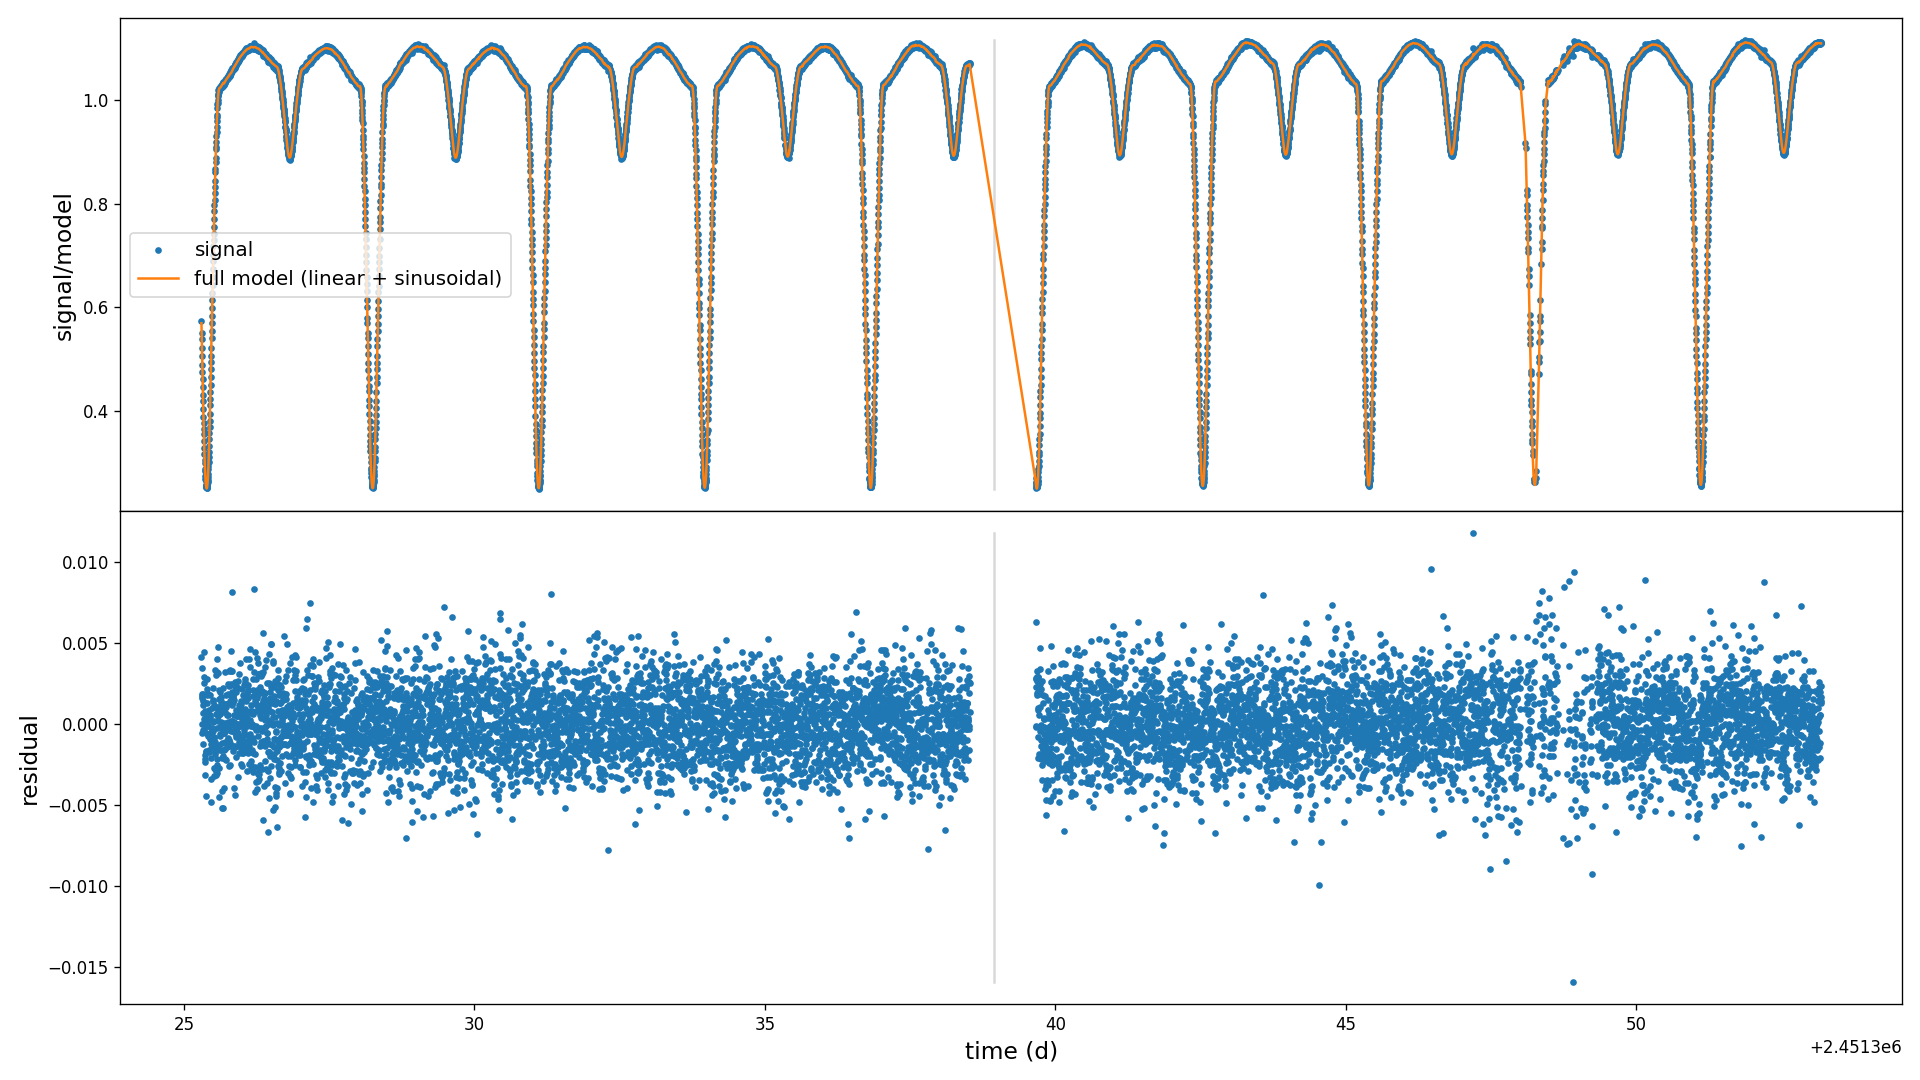 1.0
0.8
0.6
0.4
signal/model
signal
full model (linear + sinusoidal)
0.010
0.005
0.000
−0.005
−0.010
−0.015
residual
25
30
35
40
45
50
time (d)
+2.4513e6